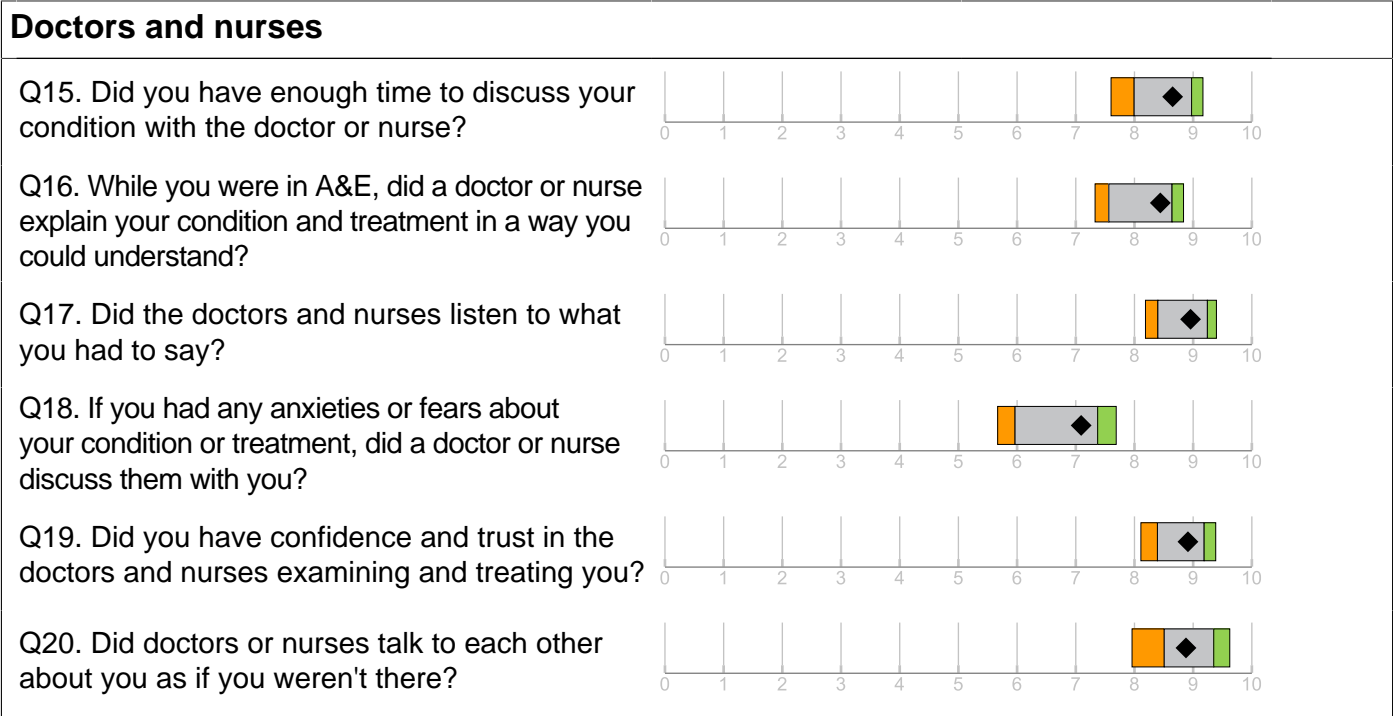 Doctors and nurses
Q15. Did you have enough time to discuss your
condition with the doctor or nurse?
0 1 2 3 4 5 6 7 8 9 10
Q16. While you were in A&E, did a doctor or nurse
explain your condition and treatment in a way you
could understand?
0 1 2 3 4 5 6 7 8 9 10
Q17. Did the doctors and nurses listen to what
you had to say?
0 1 2 3 4 5 6 7 8 9 10
Q18. If you had any anxieties or fears about
your condition or treatment, did a doctor or nurse
discuss them with you?
0 1 2 3 4 5 6 7 8 9 10
Q19. Did you have confidence and trust in the
doctors and nurses examining and treating you?
0 1 2 3 4 5 6 7 8 9 10
Q20. Did doctors or nurses talk to each other
about you as if you weren't there?
0 1 2 3 4 5 6 7 8 9 10